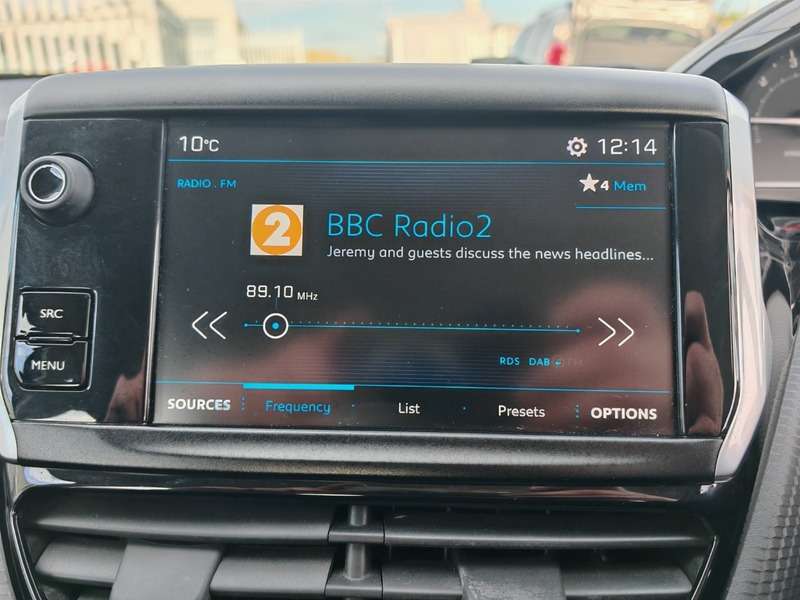 10°C
12:14
RADIO . FM
4 Mem
2
BBC Radio2
Jeremy and guests discuss the news headlines...
89.10 MHz
SRC
MENU
RDS DAB
SOURCES
Frequency
List
Presets
OPTIONS